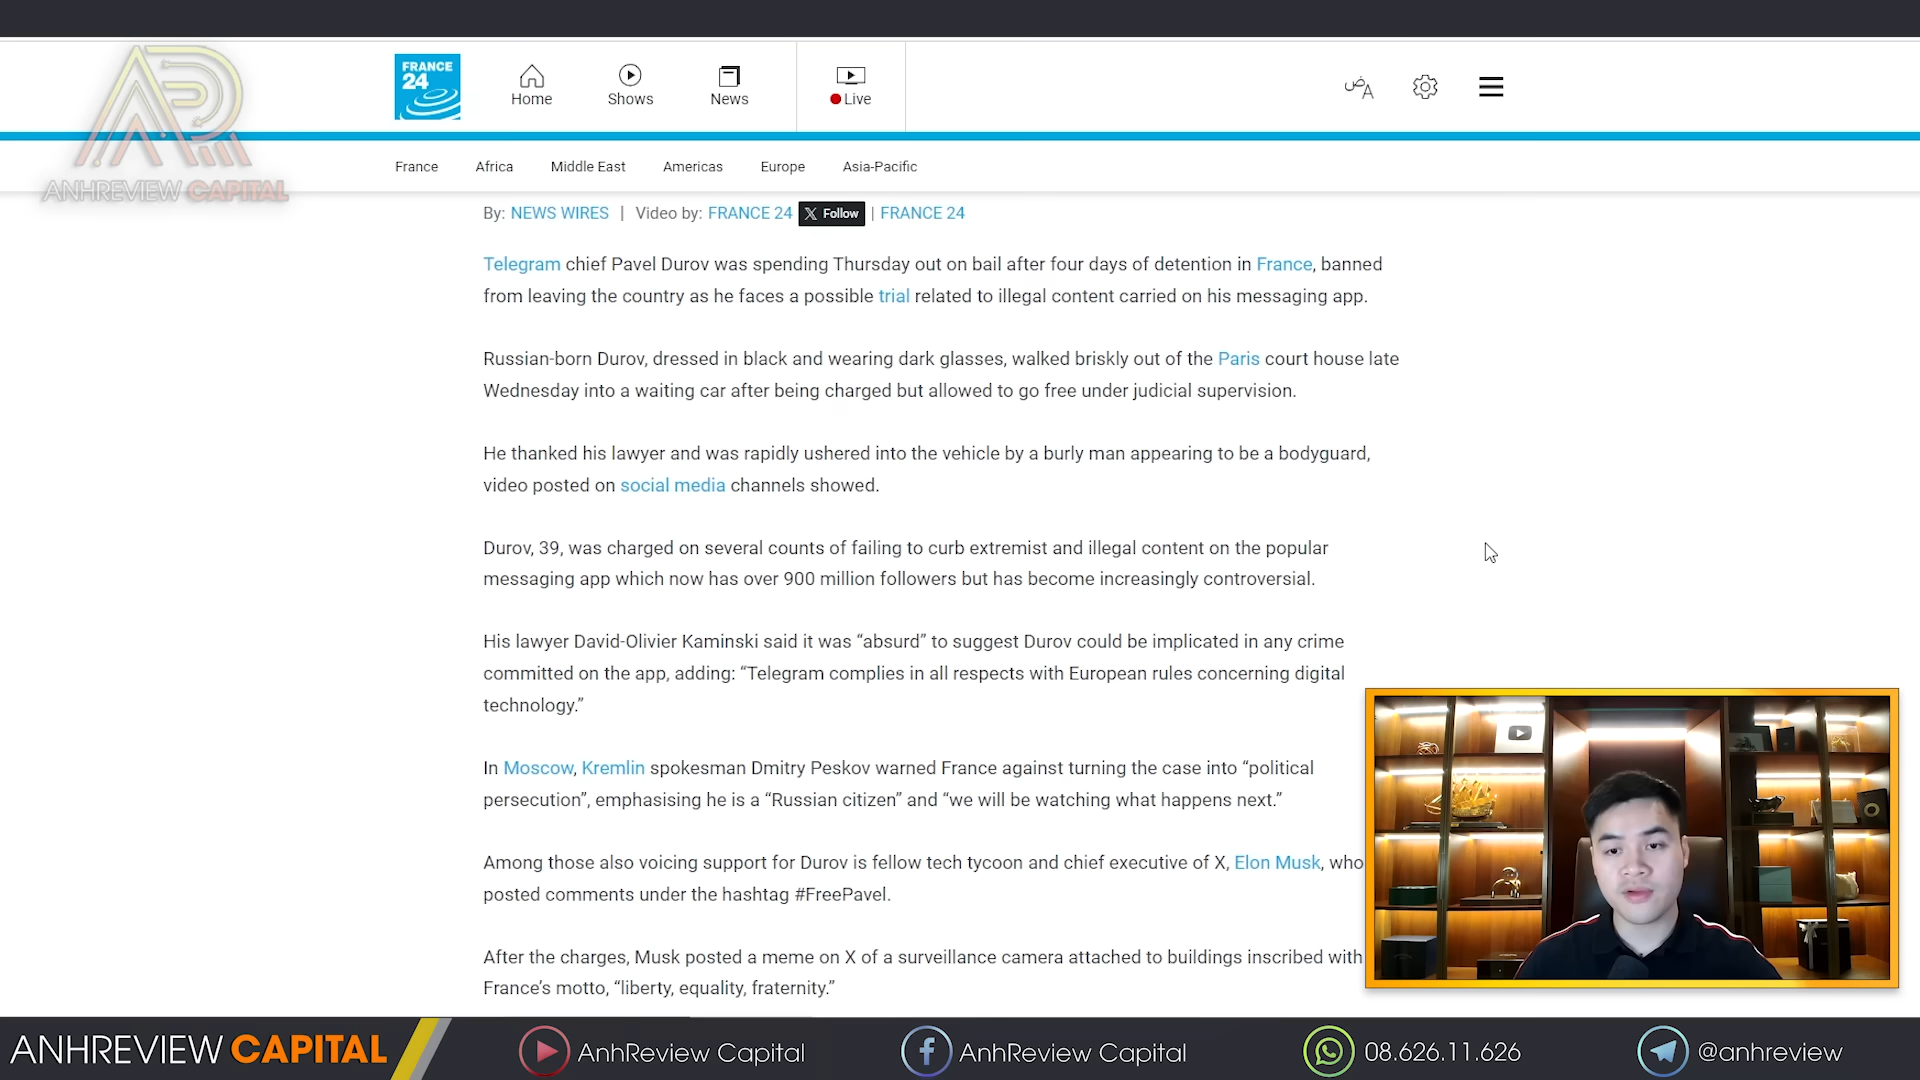 FRANCE
24
Home
Shows
News
Live
ضA
ANHREVIEW CAPITAL
France
Africa
Middle East
Americas
Europe
Asia-Pacific
By: NEWS WIRES | Video by: FRANCE 24 X Follow | FRANCE 24
Telegram chief Pavel Durov was spending Thursday out on bail after four days of detention in France, banned
from leaving the country as he faces a possible trial related to illegal content carried on his messaging app.
Russian-born Durov, dressed in black and wearing dark glasses, walked briskly out of the Paris court house late
Wednesday into a waiting car after being charged but allowed to go free under judicial supervision.
He thanked his lawyer and was rapidly ushered into the vehicle by a burly man appearing to be a bodyguard,
video posted on social media channels showed.
Durov, 39, was charged on several counts of failing to curb extremist and illegal content on the popular
messaging app which now has over 900 million followers but has become increasingly controversial.
His lawyer David-Olivier Kaminski said it was “absurd” to suggest Durov could be implicated in any crime
committed on the app, adding: “Telegram complies in all respects with European rules concerning digital
technology.”
In Moscow, Kremlin spokesman Dmitry Peskov warned France against turning the case into “political
persecution”, emphasising he is a “Russian citizen” and “we will be watching what happens next.”
Among those also voicing support for Durov is fellow tech tycoon and chief executive of X, Elon Musk, who
posted comments under the hashtag #FreePavel.
After the charges, Musk posted a meme on X of a surveillance camera attached to buildings inscribed with
France’s motto, “liberty, equality, fraternity.”
ANHREVIEW CAPITAL
AnhReview Capital
AnhReview Capital
08.626.11.626
@anhreview